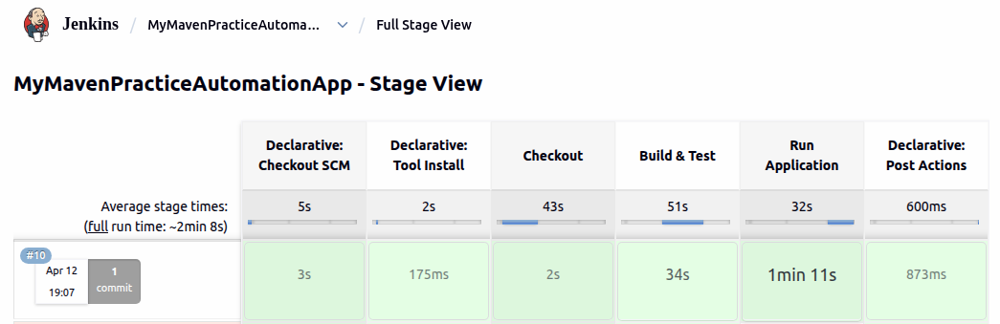 Jenkins / MyMavenPracticeAutoma... / Full Stage View
MyMavenPracticeAutomationApp - Stage View
Declarative: Checkout SCM
Declarative: Tool Install
Checkout
Build & Test
Run Application
Declarative: Post Actions
Average stage times:
(full run time: ~2min 8s)
5s
2s
43s
51s
32s
600ms
#10
Apr 12
19:07
1
commit
3s
175ms
2s
34s
1min 11s
873ms